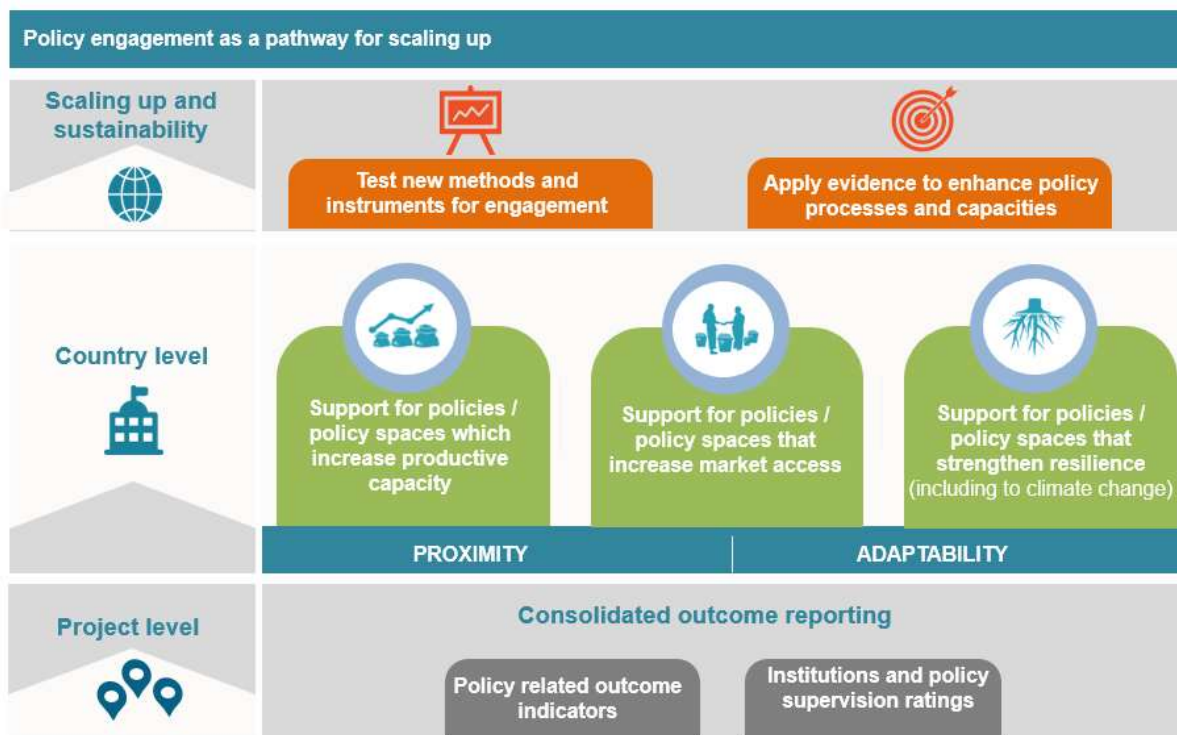 Policy engagement as a pathway for scaling up
Scaling up and
sustainability
Test new methods and
instruments for engagement
Apply evidence to enhance policy
processes and capacities
Country level
Support for policies /
policy spaces which
increase productive
capacity
Support for policies /
policy spaces that
increase market access
Support for policies /
policy spaces that
strengthen resilience
(including to climate change)
PROXIMITY
ADAPTABILITY
Project level
Consolidated outcome reporting
Policy related outcome
indicators
Institutions and policy
supervision ratings